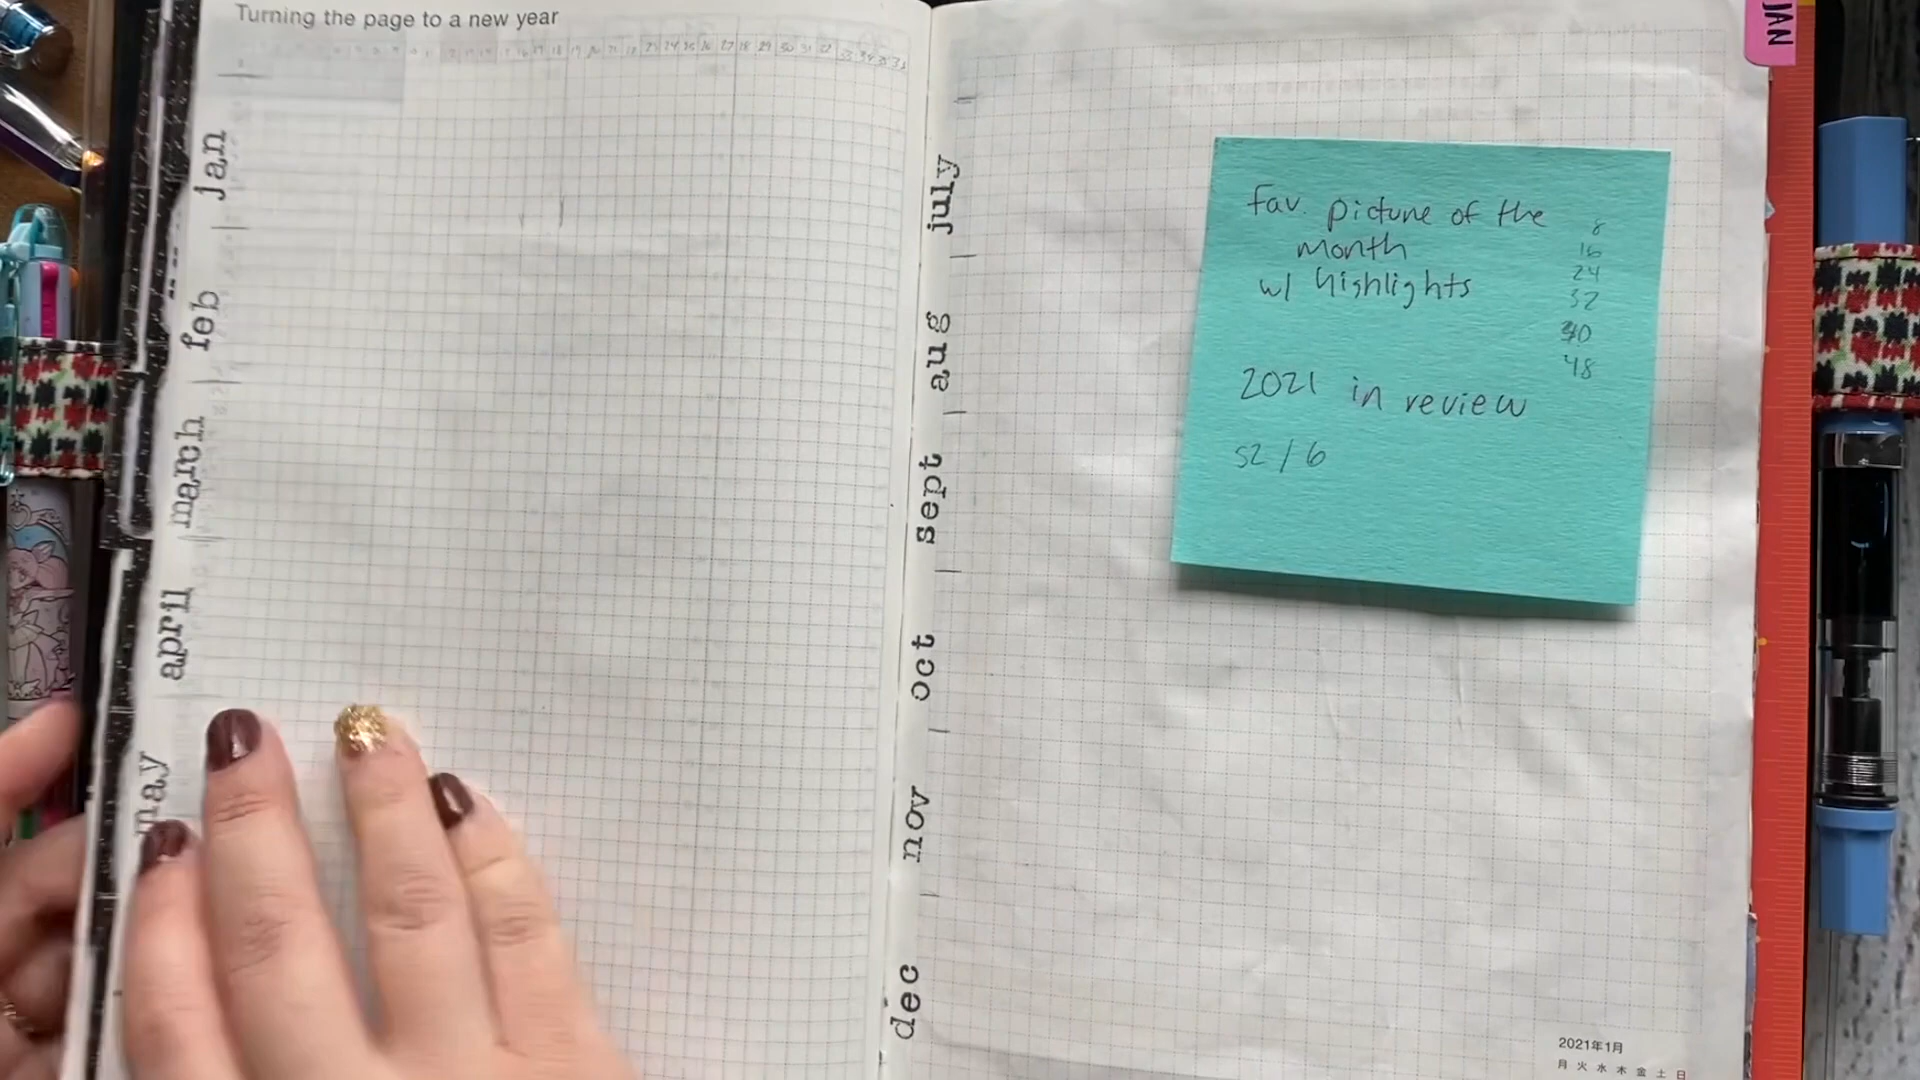 Turning the page to a new year
jan
feb
march
april
may
july
aug
sept
oct
nov
dec
JAN
fav. picture of the
month
w/ highlights
8
16
24
32
40
48
2021 in review
52/6
2021年1月
月 火 水 木 金 土 日